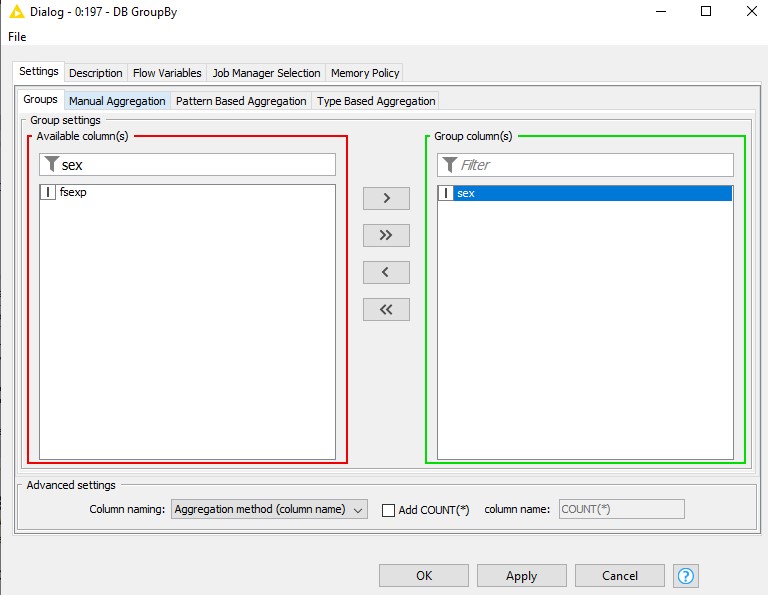 Dialog - 0:197 - DB GroupBy
File
Settings Description Flow Variables Job Manager Selection Memory Policy
Groups Manual Aggregation Pattern Based Aggregation Type Based Aggregation
Group settings
Available column(s) Group column(s)
sex Filter
I fsexp > I sex
>>
<
<<
Advanced settings
Column naming: Aggregation method (column name) Add COUNT(*) column name: COUNT(*)
OK Apply Cancel ?